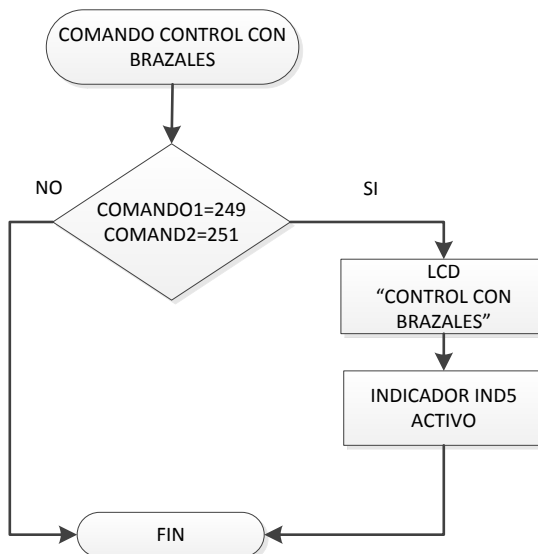 COMANDO CONTROL CON
BRAZALES
NO
SI
COMANDO1=249
COMAND2=251
LCD
“CONTROL CON
BRAZALES”
INDICADOR IND5
ACTIVO
FIN